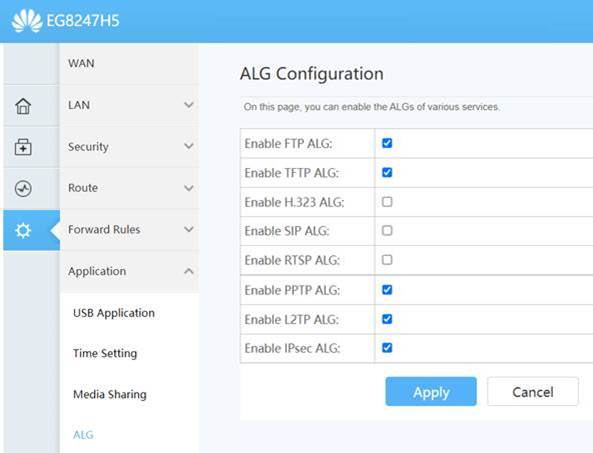 EG8247H5
WAN
LAN
Security
Route
Forward Rules
Application
USB Application
Time Setting
Media Sharing
ALG
ALG Configuration
On this page, you can enable the ALGs of various services.
Enable FTP ALG:
Enable TFTP ALG:
Enable H.323 ALG:
Enable SIP ALG:
Enable RTSP ALG:
Enable PPTP ALG:
Enable L2TP ALG:
Enable IPsec ALG:
Apply Cancel